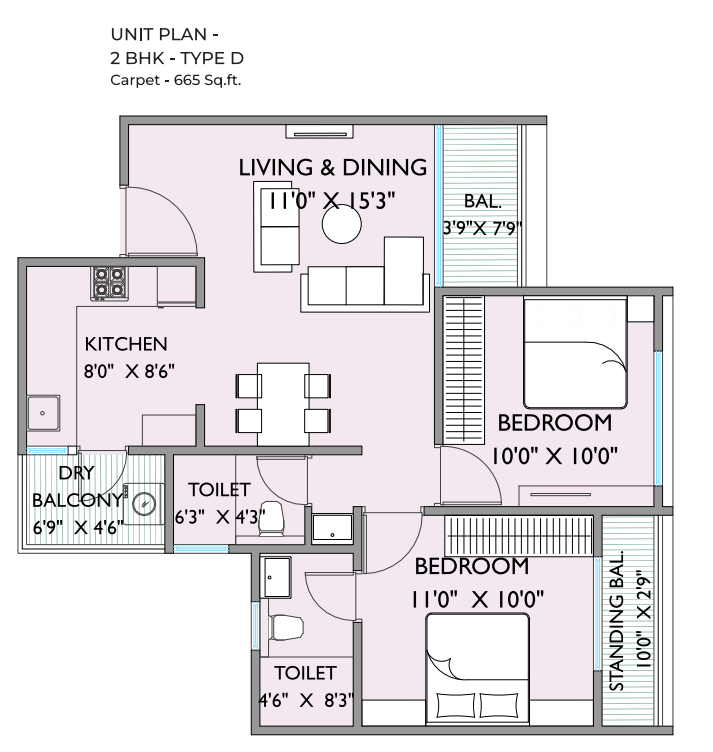 UNIT PLAN -
2 BHK - TYPE D
Carpet - 665 Sq.ft.
LIVING & DINING
11'0" X 15'3"
BAL.
3'9"X 7'9"
KITCHEN
8'0" X 8'6"
BEDROOM
10'0" X 10'0"
DRY
BALCONY
6'9" X 4'6"
TOILET
6'3" X 4'3"
BEDROOM
11'0" X 10'0"
STANDING BAL.
10'0" X 2'9"
TOILET
4'6" X 8'3"